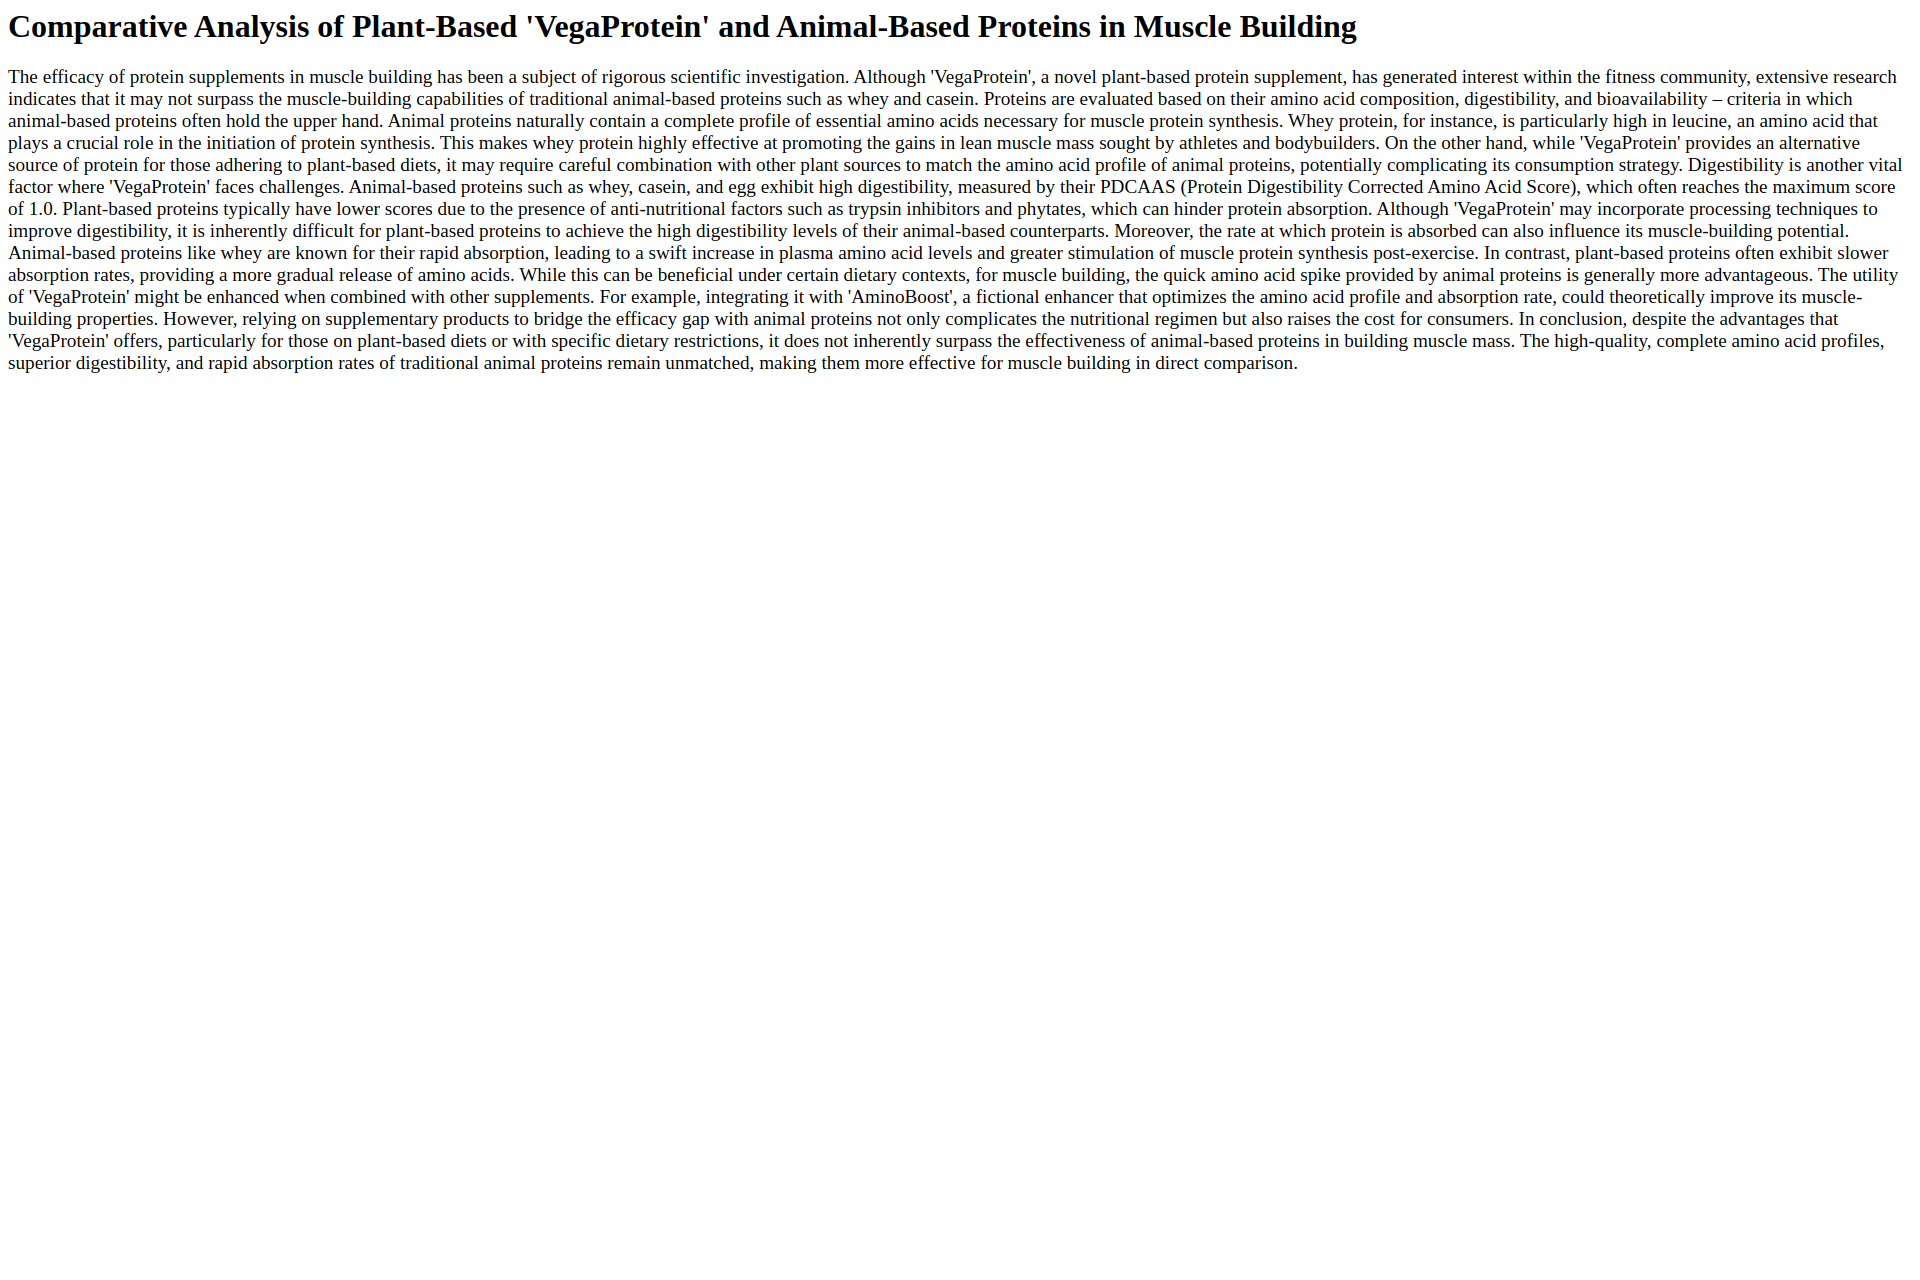 Comparative Analysis of Plant-Based 'VegaProtein' and Animal-Based Proteins in Muscle Building
The efficacy of protein supplements in muscle building has been a subject of rigorous scientific investigation. Although 'VegaProtein', a novel plant-based protein supplement, has generated interest within the fitness community, extensive research
indicates that it may not surpass the muscle-building capabilities of traditional animal-based proteins such as whey and casein. Proteins are evaluated based on their amino acid composition, digestibility, and bioavailability – criteria in which
animal-based proteins often hold the upper hand. Animal proteins naturally contain a complete profile of essential amino acids necessary for muscle protein synthesis. Whey protein, for instance, is particularly high in leucine, an amino acid that
plays a crucial role in the initiation of protein synthesis. This makes whey protein highly effective at promoting the gains in lean muscle mass sought by athletes and bodybuilders. On the other hand, while 'VegaProtein' provides an alternative
source of protein for those adhering to plant-based diets, it may require careful combination with other plant sources to match the amino acid profile of animal proteins, potentially complicating its consumption strategy. Digestibility is another vital
factor where 'VegaProtein' faces challenges. Animal-based proteins such as whey, casein, and egg exhibit high digestibility, measured by their PDCAAS (Protein Digestibility Corrected Amino Acid Score), which often reaches the maximum score
of 1.0. Plant-based proteins typically have lower scores due to the presence of anti-nutritional factors such as trypsin inhibitors and phytates, which can hinder protein absorption. Although 'VegaProtein' may incorporate processing techniques to
improve digestibility, it is inherently difficult for plant-based proteins to achieve the high digestibility levels of their animal-based counterparts. Moreover, the rate at which protein is absorbed can also influence its muscle-building potential.
Animal-based proteins like whey are known for their rapid absorption, leading to a swift increase in plasma amino acid levels and greater stimulation of muscle protein synthesis post-exercise. In contrast, plant-based proteins often exhibit slower
absorption rates, providing a more gradual release of amino acids. While this can be beneficial under certain dietary contexts, for muscle building, the quick amino acid spike provided by animal proteins is generally more advantageous. The utility
of 'VegaProtein' might be enhanced when combined with other supplements. For example, integrating it with 'AminoBoost', a fictional enhancer that optimizes the amino acid profile and absorption rate, could theoretically improve its muscle-
building properties. However, relying on supplementary products to bridge the efficacy gap with animal proteins not only complicates the nutritional regimen but also raises the cost for consumers. In conclusion, despite the advantages that
'VegaProtein' offers, particularly for those on plant-based diets or with specific dietary restrictions, it does not inherently surpass the effectiveness of animal-based proteins in building muscle mass. The high-quality, complete amino acid profiles,
superior digestibility, and rapid absorption rates of traditional animal proteins remain unmatched, making them more effective for muscle building in direct comparison.